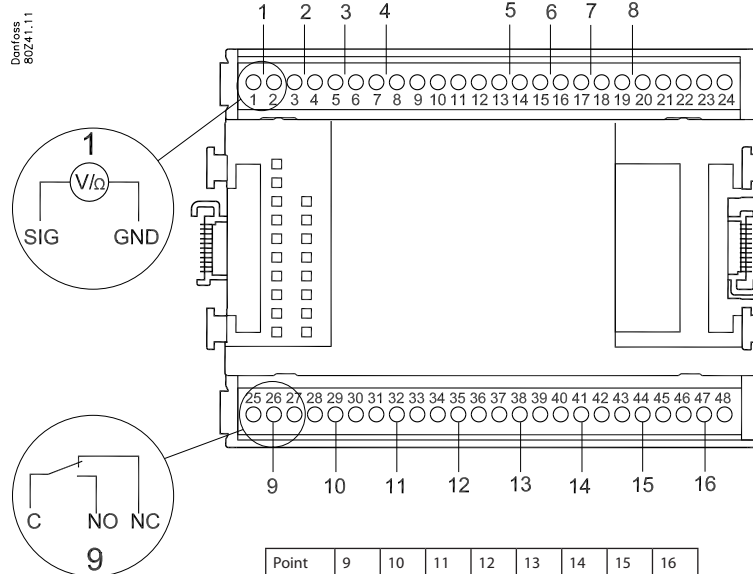 Danfoss
80Z41.11
1 2 3 4 5 6 7 8
1 2 3 4 5 6 7 8 9 10 11 12 13 14 15 16 17 18 19 20 21 22 23 24
1
V/Ω
SIG GND
25 26 27 28 29 30 31 32 33 34 35 36 37 38 39 40 41 42 43 44 45 46 47 48
9 10 11 12 13 14 15 16
C NO NC
9
Point 9 10 11 12 13 14 15 16